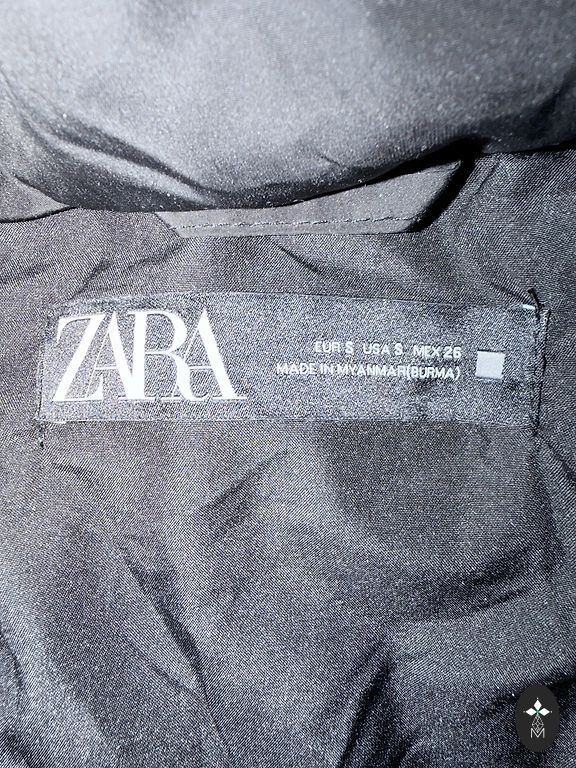 ZARA
EUR S USA S MEX 26
MADE IN MYANMAR(BURMA)
M